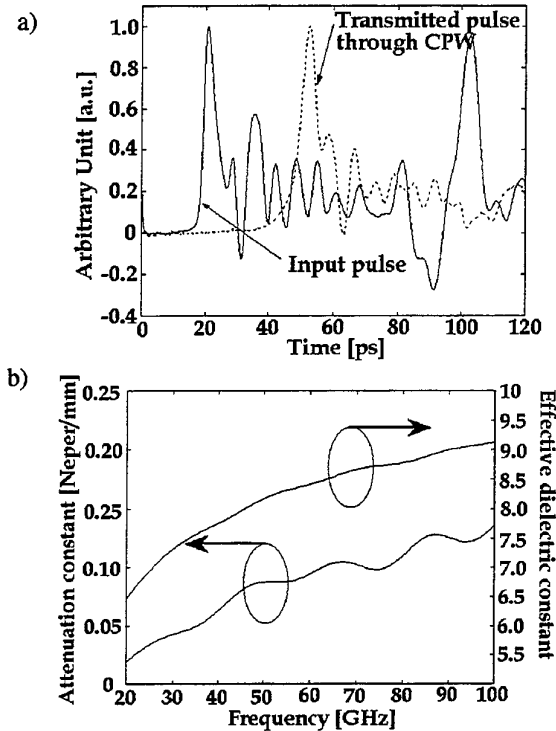 a)
Transmitted pulse
through CPW
Input pulse
Arbitrary Unit [a.u.]
1.0
0.8
0.6
0.4
0.2
0
-0.2
-0.4
0 20 40 60 80 100 120
Time [ps]
b)
Attenuation constant [Neper/mm]
0.25
0.20
0.25
0.10
0.05
0
Effective dielectric constant
10
9.5
9.0
8.5
8.0
7.5
7.0
6.5
6.0
5.5
20 30 40 50 60 70 80 90 100
Frequency [GHz]